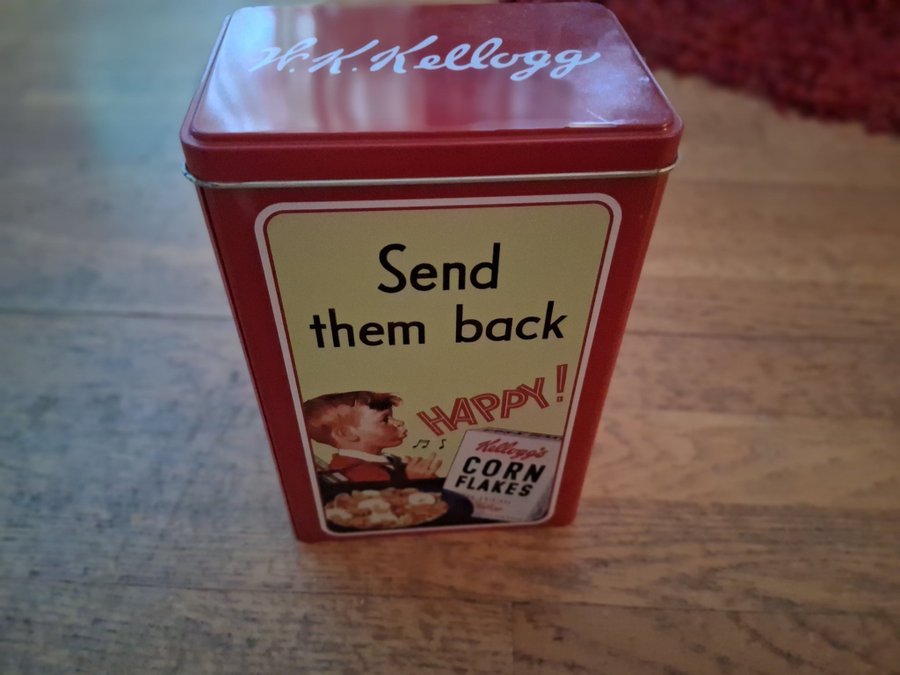 W.K.Kellogg
Send
them back
HAPPY!
Kellogg's
CORN
FLAKES